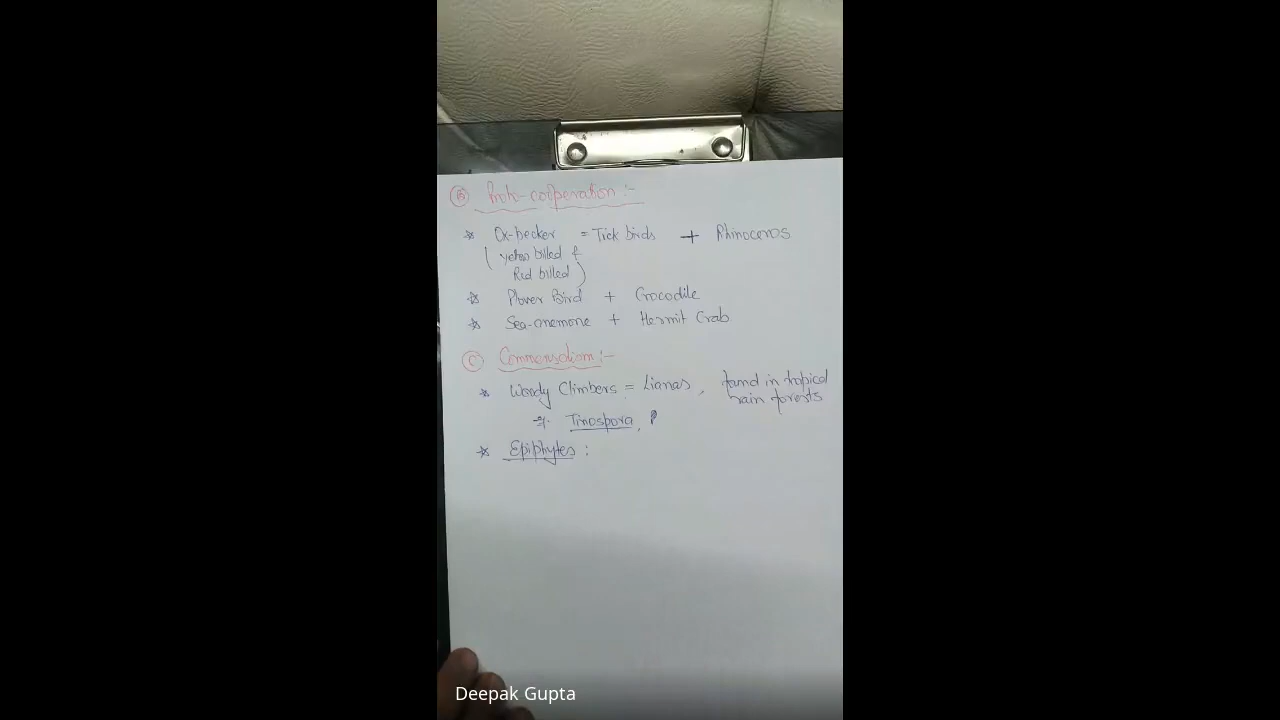 Ⓑ Proto-cooperation :-
* Ox-pecker = Tick birds + Rhinoceros
( yellow billed &
Red billed )
* Plover Bird + Crocodile
* Sea-anemone + Hermit Crab
Ⓒ Commensalism :-
* Woody Climbers = Lianas, found in tropical
rain forests
eg. Tinospora, P
* Epiphytes :
Deepak Gupta